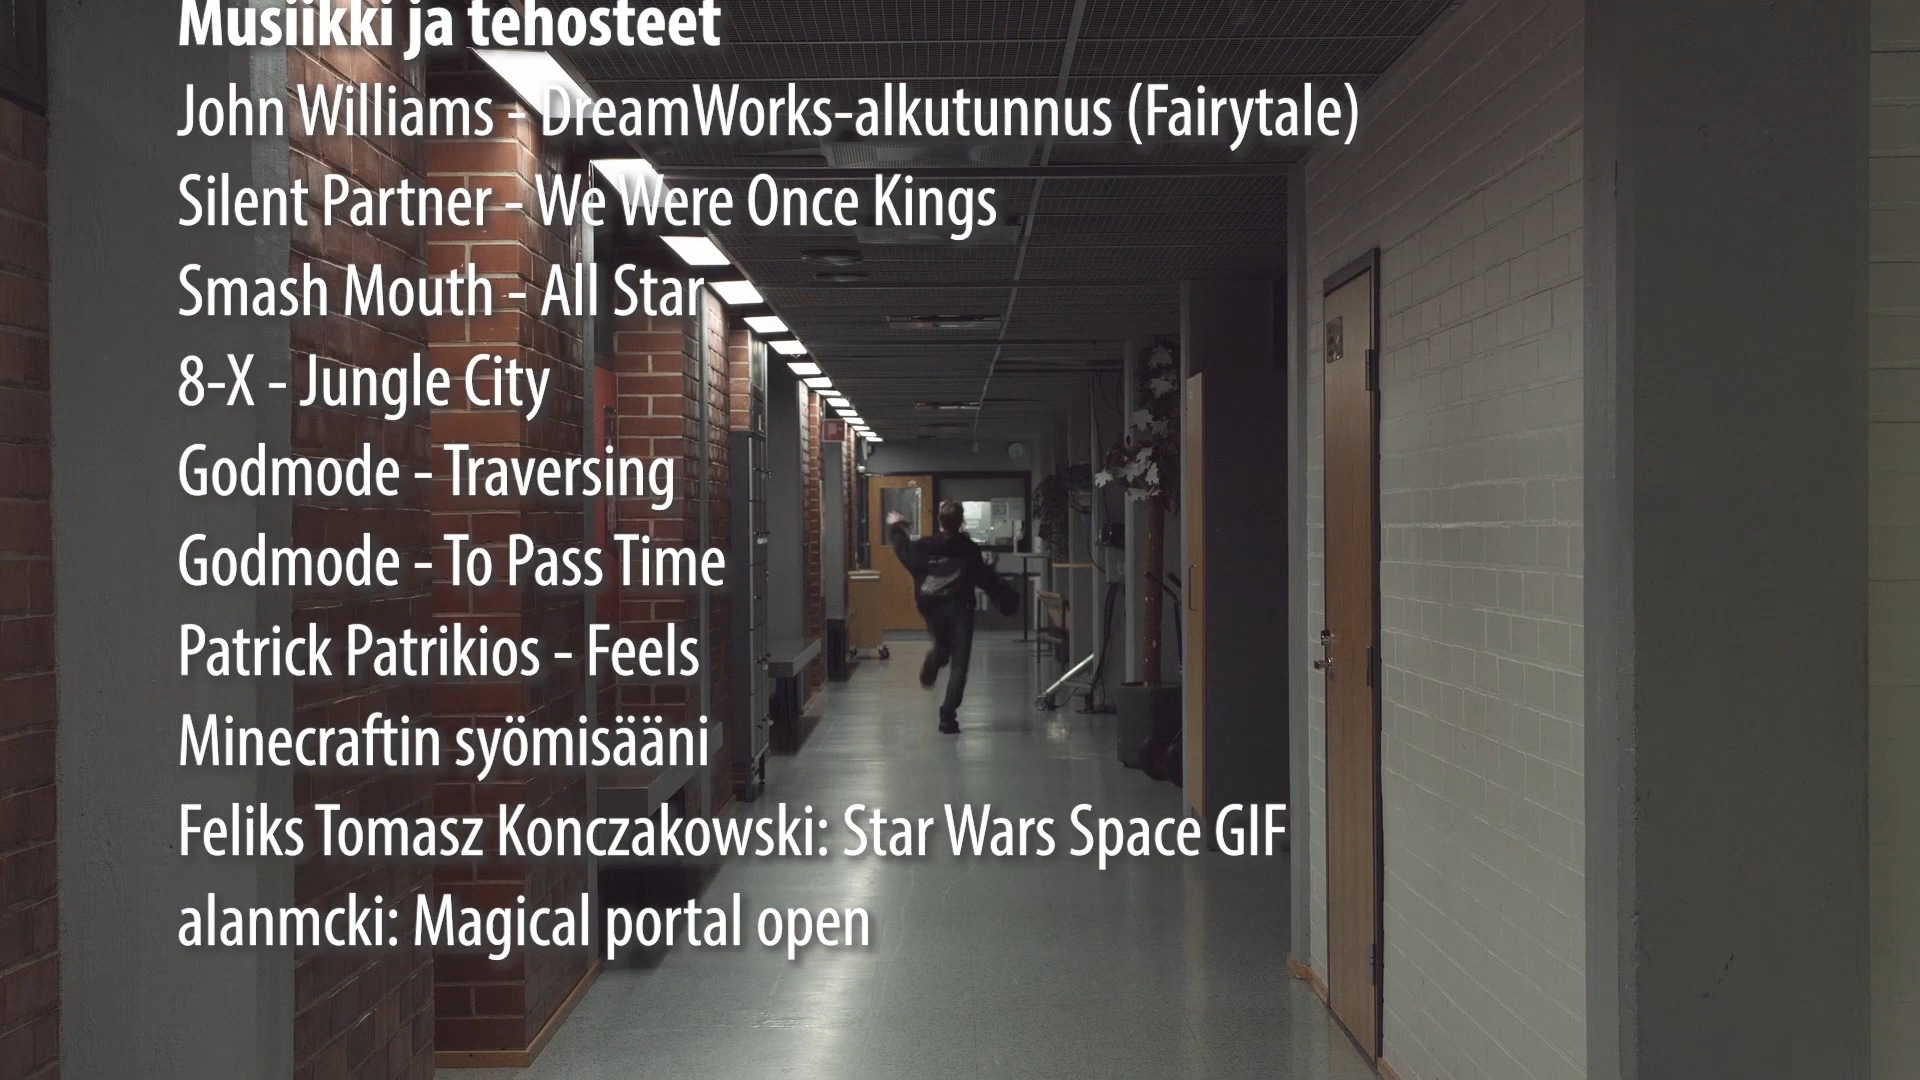 Musiikki ja tehosteet
John Williams - DreamWorks-alkutunnus (Fairytale)
Silent Partner - We Were Once Kings
Smash Mouth - All Star
8-X - Jungle City
Godmode - Traversing
Godmode - To Pass Time
Patrick Patrikios - Feels
Minecraftin syömisääni
Feliks Tomasz Konczakowski: Star Wars Space GIF
alanmcki: Magical portal open